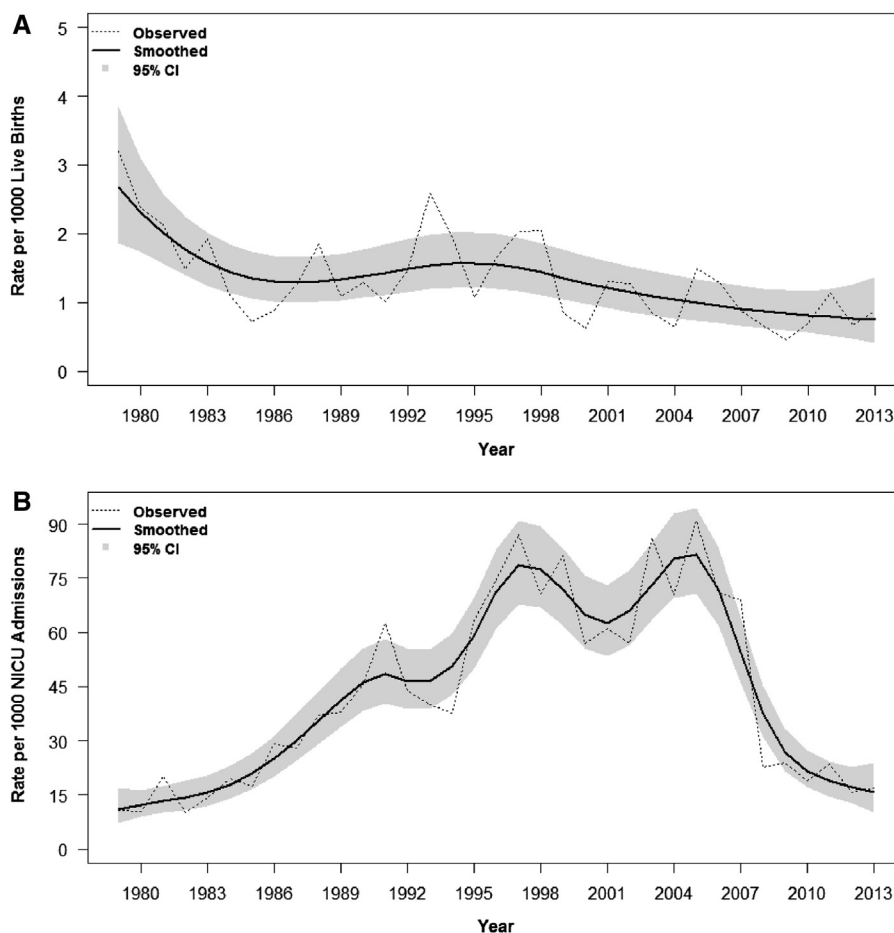 A
Observed
Smoothed
95% CI
Rate per 1000 Live Births
5
4
3
2
1
0
1980 1983 1986 1989 1992 1995 1998 2001 2004 2007 2010 2013
Year
B
Observed
Smoothed
95% CI
Rate per 1000 NICU Admissions
90
75
60
45
30
15
0
1980 1983 1986 1989 1992 1995 1998 2001 2004 2007 2010 2013
Year